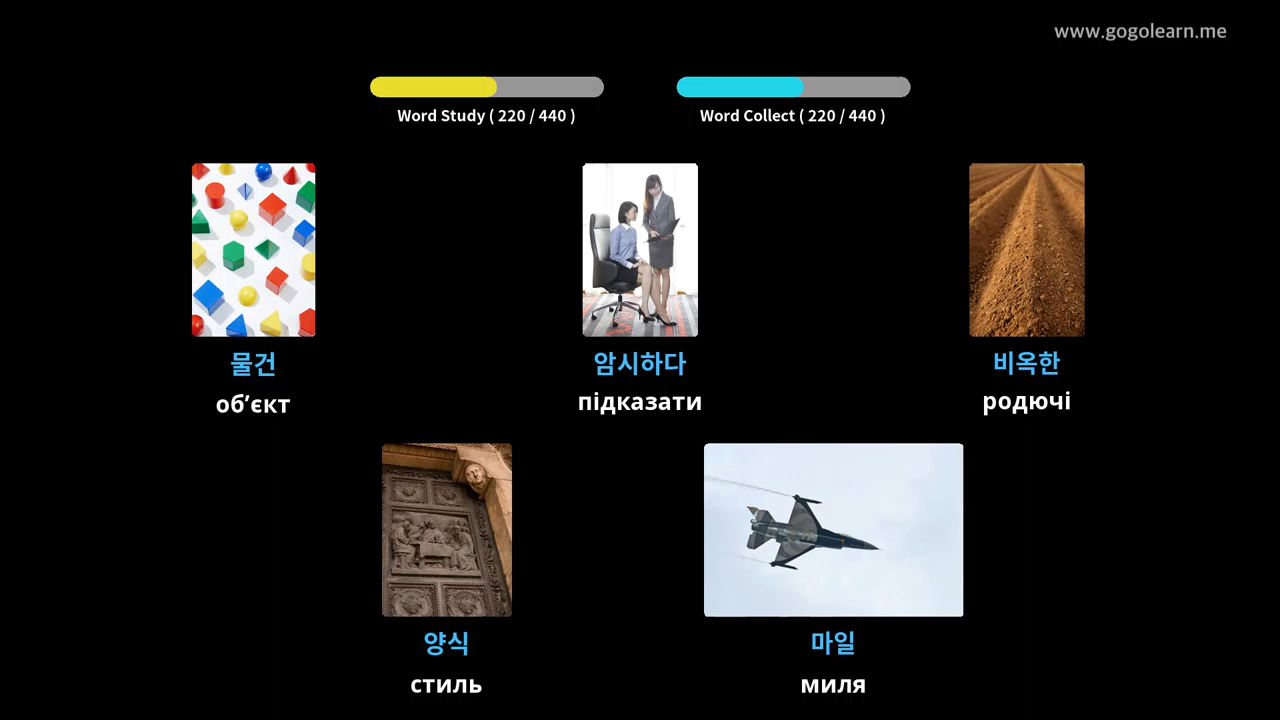 www.gogolearn.me
Word Study ( 220 / 440 )
Word Collect ( 220 / 440 )
물건
암시하다
비옥한
об’єкт
підказати
родючі
양식
마일
стиль
миля